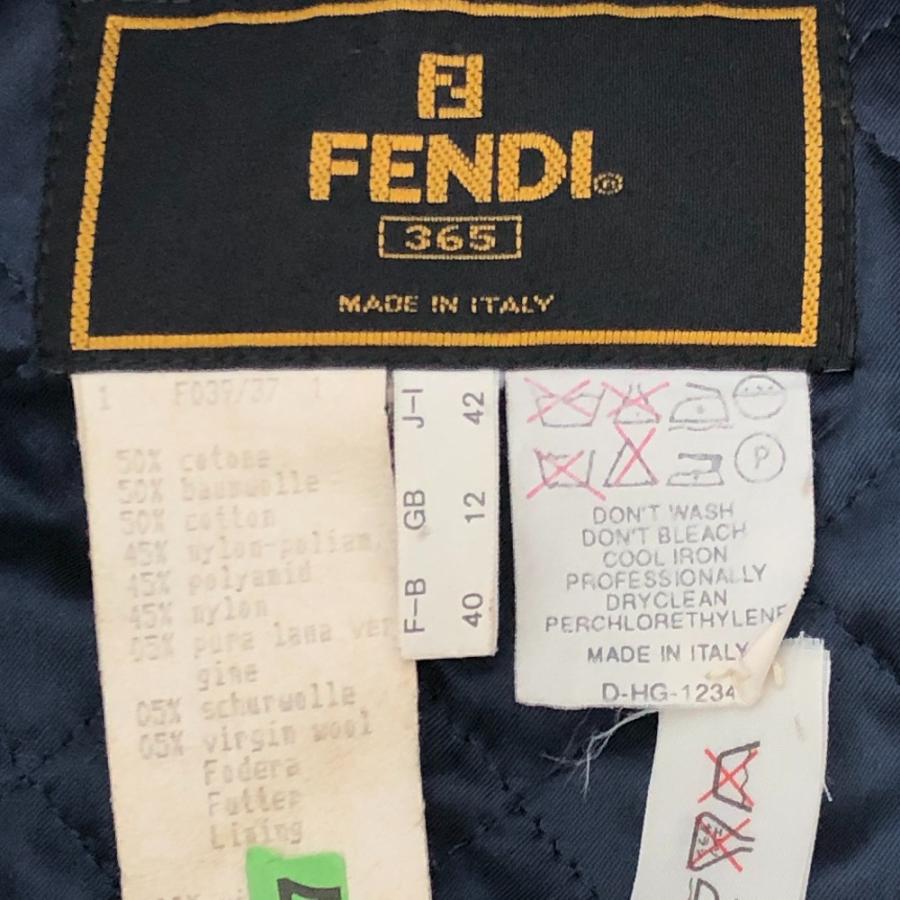 FENDI®
365
MADE IN ITALY
1 F039/37 1
50% cotone
50% baumwolle
50% cotton
45% nylon-poliam.
45% polyamid
45% nylon
05% pura lana ver
gine
05% schurwolle
05% virgin wool
Fodera
Futter
Lining
J-I 42
GB 12
F-B 40
P
DON'T WASH
DON'T BLEACH
COOL IRON
PROFESSIONALLY
DRYCLEAN
PERCHLORETHYLENE
MADE IN ITALY
D-HG-1234